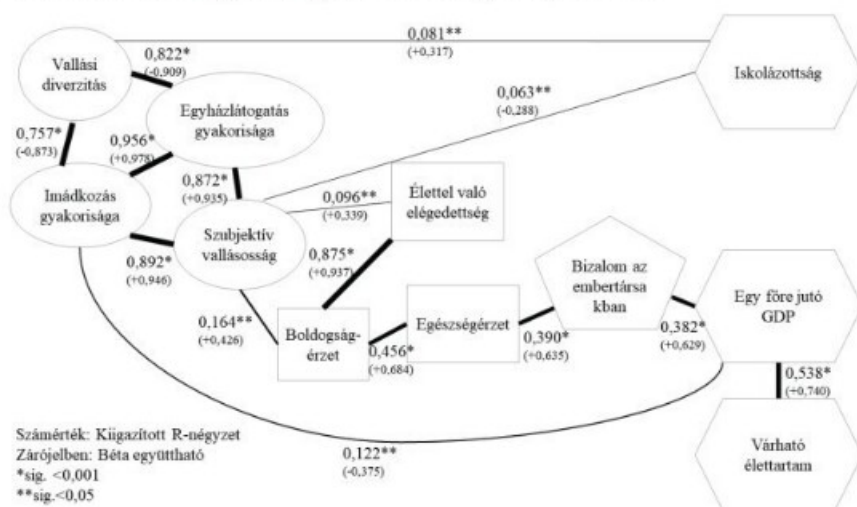 0,081**
(+0,317)
Vallási
diverzitás
0,822*
(-0,909)
Iskolázottság
Egyházlátogatás
gyakorisága
0,063**
(-0,288)
0,757*
(-0,873)
0,956*
(+0,978)
Imádkozás
gyakorisága
0,872*
(+0,935)
0,096**
(+0,339)
Élettel való
elégedettség
Szubjektív
vallásosság
0,892*
(+0,946)
0,875*
(+0,937)
Bizalom az
embertársa
kban
Egy főre jutó
GDP
0,164**
(+0,426)
Boldogság-
érzet
0,456*
(+0,684)
Egészségérzet
0,390*
(+0,635)
0,382*
(+0,629)
0,538*
(+0,740)
Várható
élettartam
0,122**
(-0,375)
Számérték: Kiigazított R-négyzet
Zárójelben: Béta együttható
*sig. <0,001
**sig.<0,05